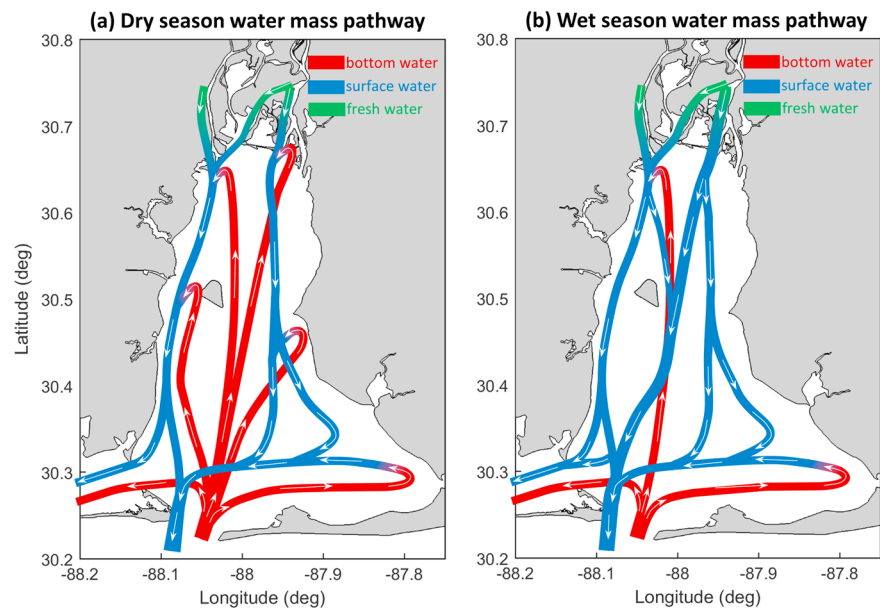 (a) Dry season water mass pathway
30.8
30.7
30.6
30.5
30.4
30.3
30.2
Latitude (deg)
bottom water
surface water
fresh water
-88.2
-88.1
-88
-87.9
-87.8
Longitude (deg)
(b) Wet season water mass pathway
30.8
30.7
30.6
30.5
30.4
30.3
30.2
bottom water
surface water
fresh water
-88.2
-88.1
-88
-87.9
-87.8
Longitude (deg)